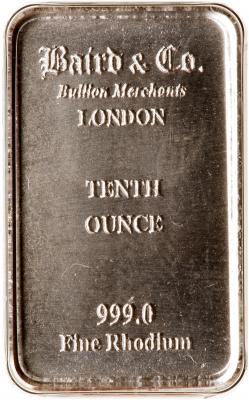 Baird & Co.
Bullion Merchants
LONDON
TENTH
OUNCE
999.0
Fine Rhodium